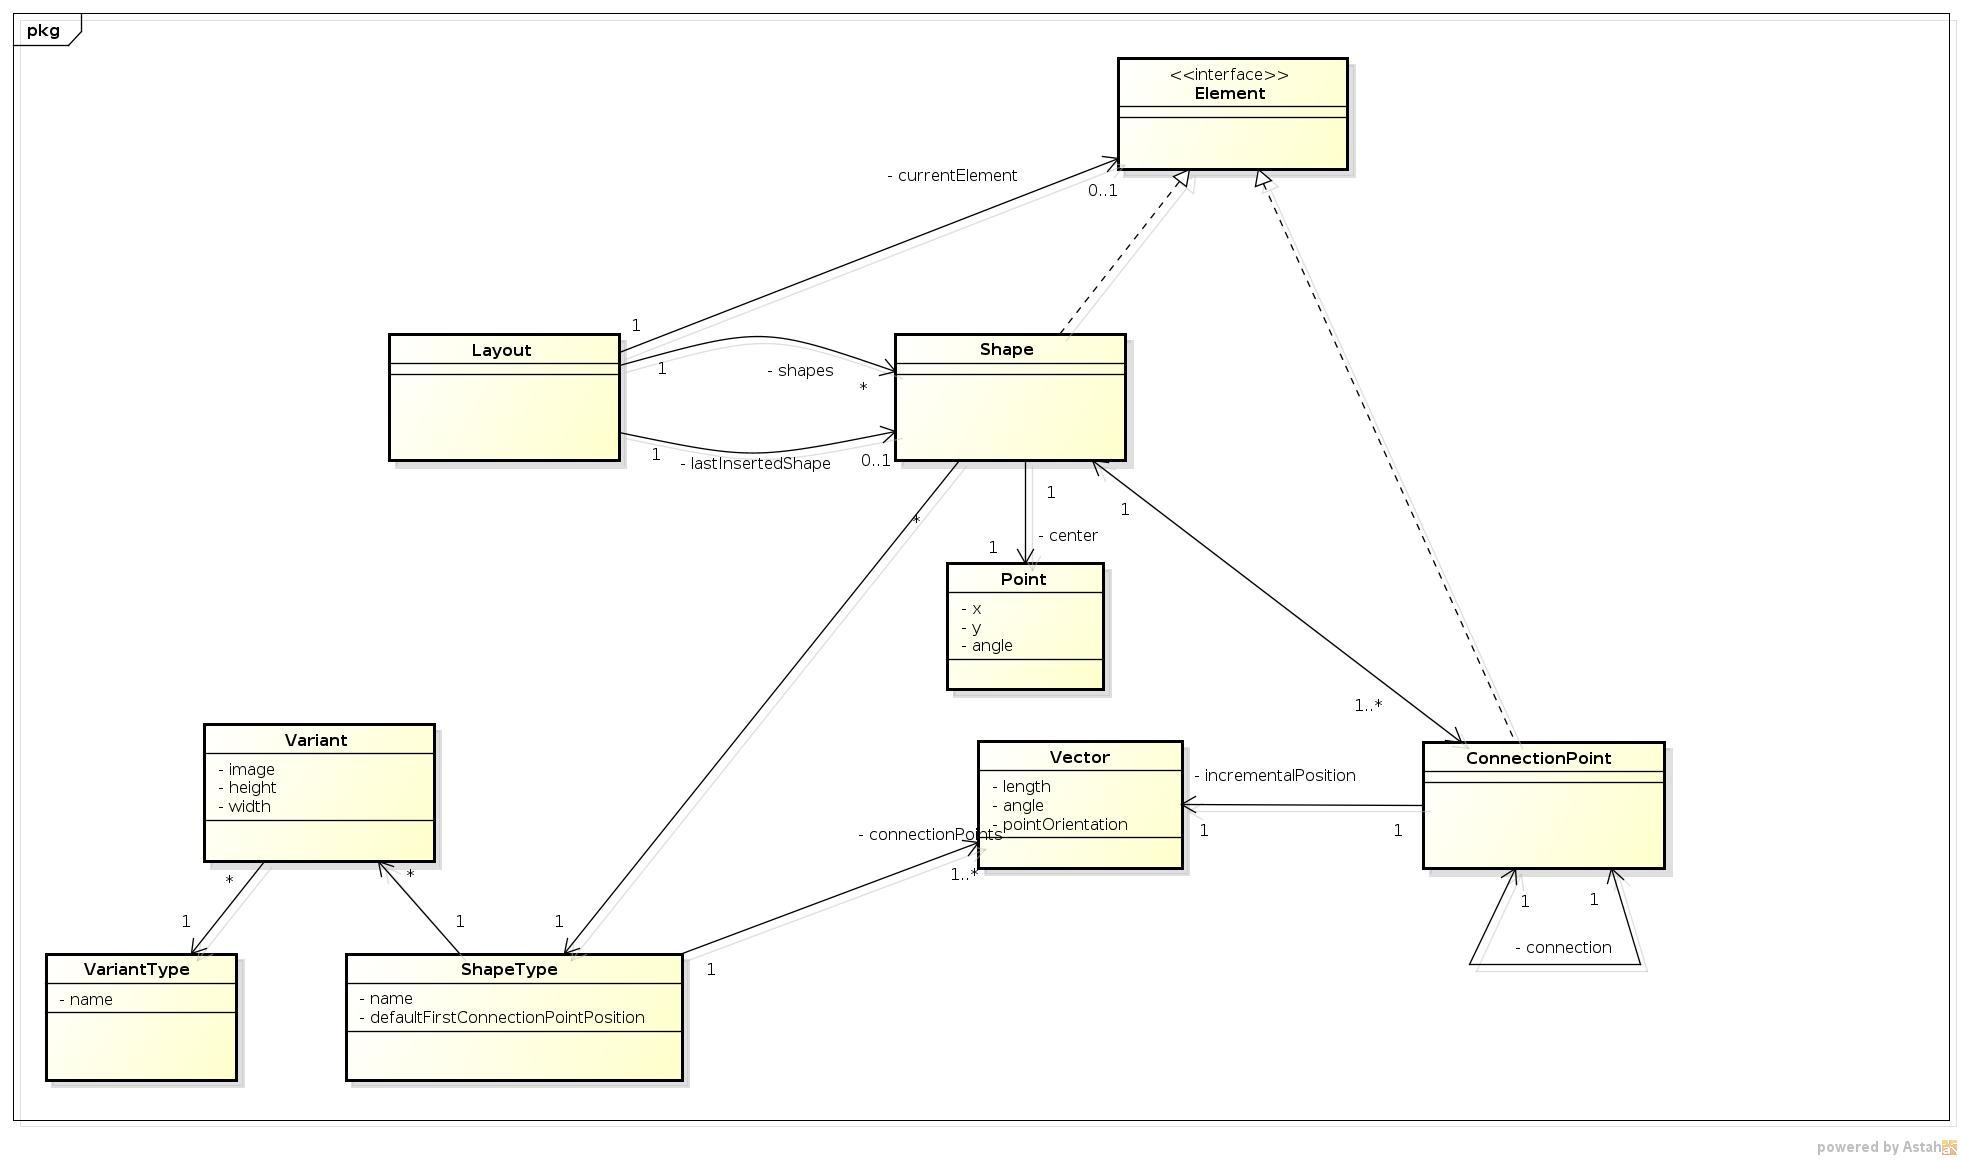 pkg
<<interface>>
Element
- currentElement
0..1
1
Layout
1
- shapes
*
1
- lastInsertedShape
0..1
Shape
*
1
- center
1
1
Point
- x
- y
- angle
1..*
Variant
- image
- height
- width
Vector
- length
- angle
- pointOrientation
- incrementalPosition
1
1
ConnectionPoint
- connectionPoints
1..*
*
1
*
1
1
1
1
1
- connection
VariantType
- name
ShapeType
- name
- defaultFirstConnectionPointPosition
powered by Astah